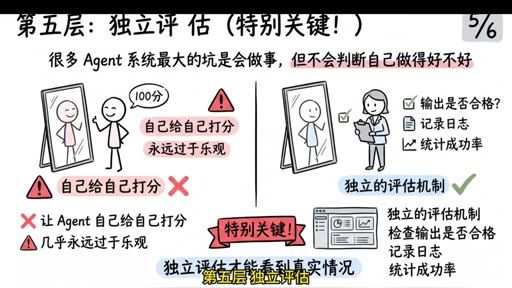 第五层：独立评估（特别关键！）
5/6
很多 Agent 系统最大的坑是会做事，但不会判断自己做得好不好
100分
自己给自己打分
永远过于乐观
自己给自己打分
输出是否合格?
记录日志
统计成功率
独立的评估机制
让 Agent 自己给自己打分
几乎永远过于乐观
特别关键!
独立的评估机制
检查输出是否合格
记录日志
统计成功率
独立评估才能看到真实情况
第五层 独立评估